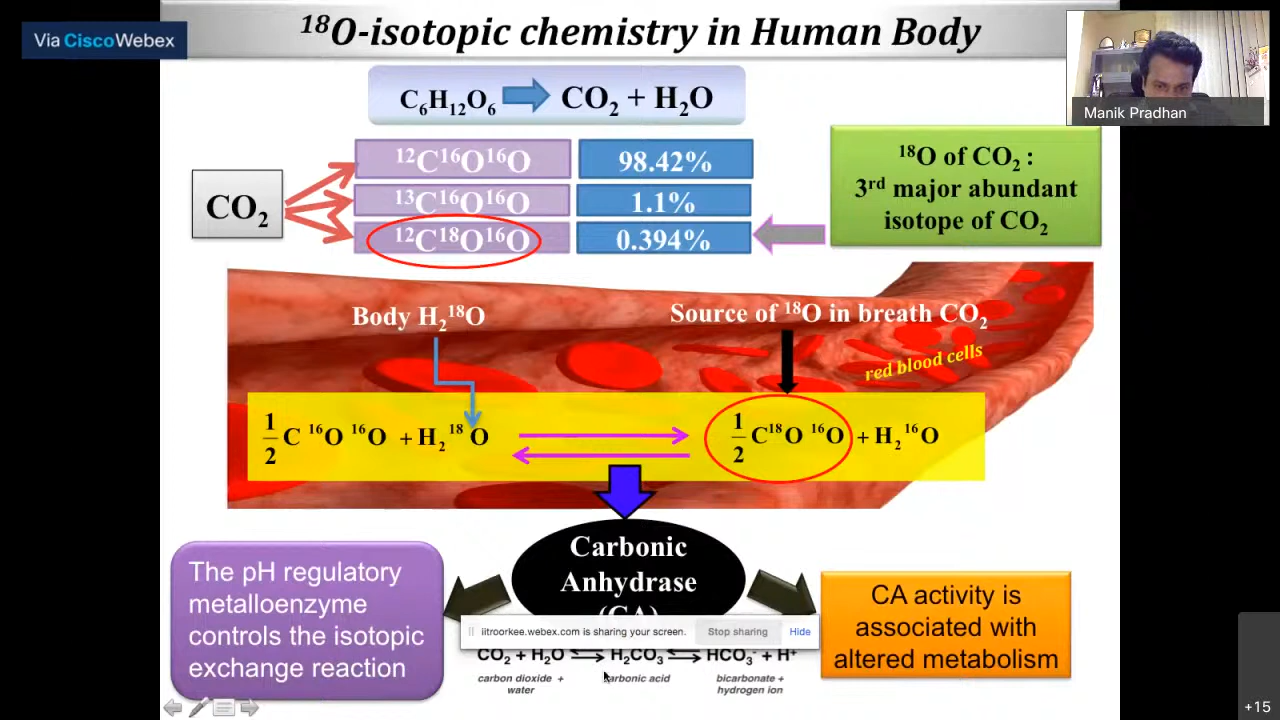 Via CiscoWebex
¹⁸O-isotopic chemistry in Human Body
Manik Pradhan
C₆H₁₂O₆ CO₂ + H₂O
CO₂
¹²C¹⁶O¹⁶O 98.42%
¹³C¹⁶O¹⁶O 1.1%
¹²C¹⁸O¹⁶O 0.394%
¹⁸O of CO₂ :
3ʳᵈ major abundant
isotope of CO₂
Body H₂¹⁸O
Source of ¹⁸O in breath CO₂
red blood cells
½ C ¹⁶O ¹⁶O + H₂ ¹⁸ O
½ C¹⁸O ¹⁶O + H₂ ¹⁶O
Carbonic
Anhydrase
(CA)
The pH regulatory
metalloenzyme
controls the isotopic
exchange reaction
CA activity is
associated with
altered metabolism
iitroorkee.webex.com is sharing your screen. Stop sharing Hide
CO₂ + H₂O ⇌ H₂CO₃ ⇌ HCO₃⁻ + H⁺
carbon dioxide +
water
carbonic acid
bicarbonate +
hydrogen ion
+15